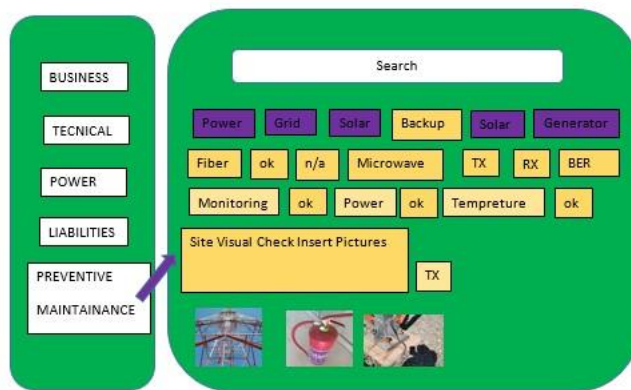 BUSINESS
TECNICAL
POWER
LIABILITIES
PREVENTIVE
MAINTAINANCE
Search
Power Grid Solar Backup Solar Generator
Fiber ok n/a Microwave TX RX BER
Monitoring ok Power ok Tempreture ok
Site Visual Check Insert Pictures
TX